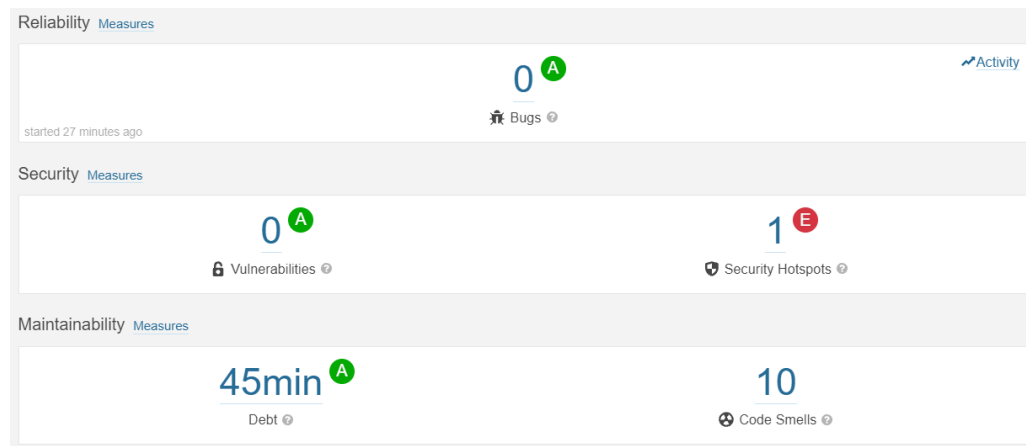 Reliability Measures
0 A
Activity
Bugs
started 27 minutes ago
Security Measures
0 A
1 E
Vulnerabilities
Security Hotspots
Maintainability Measures
45min A
10
Debt
Code Smells